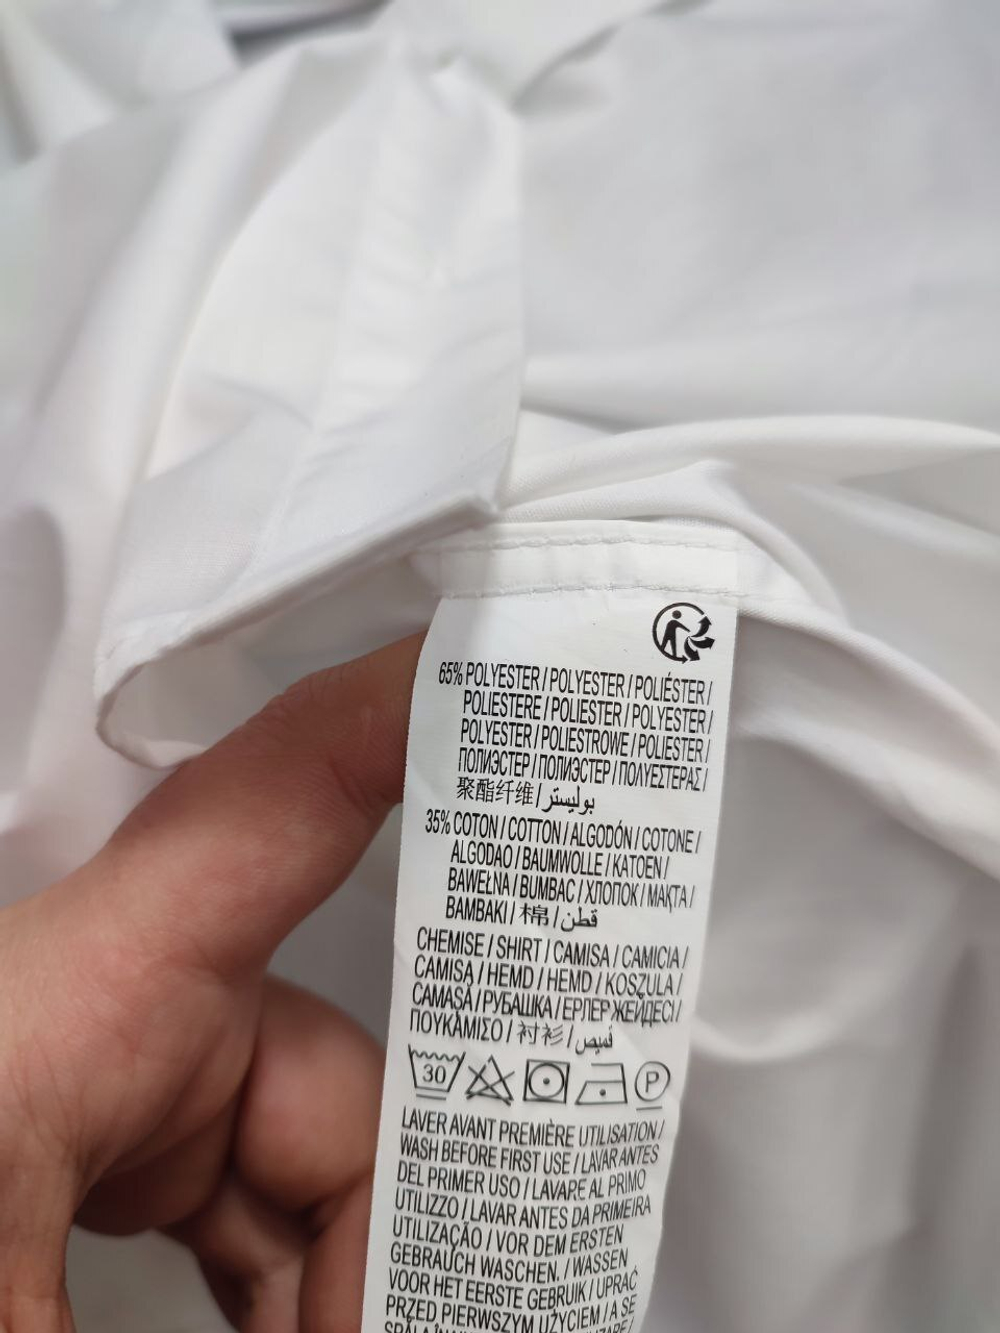 65% POLYESTER / POLYESTER / POLIÉSTER /
POLIESTERE / POLIESTER / POLYESTER /
POLYESTER / POLIESTROWE / POLIESTER /
ПОЛИЭСТЕР / ПОЛИЭСТЕР / ΠΟΛΥΕΣΤΕΡΑΣ /
聚酯纤维 / بوليستر
35% COTON / COTTON / ALGODÓN / COTONE /
ALGODAO / BAUMWOLLE / KATOEN /
BAWEŁNA / BUMBAC / ХЛОПОК / МАҚТА /
BAMBAKI / 棉 / قطن
CHEMISE / SHIRT / CAMISA / CAMICIA /
CAMISA / HEMD / HEMD / KOSZULA /
CAMASĂ / РУБАШКА / ЕРЛЕР ЖЕЙДЕСІ /
ΠΟΥΚΑΜΙΣΟ / 衬衫 / قميص
30 P
LAVER AVANT PREMIÈRE UTILISATION /
WASH BEFORE FIRST USE / LAVAR ANTES
DEL PRIMER USO / LAVARE AL PRIMO
UTILIZZO / LAVAR ANTES DA PRIMEIRA
UTILIZAÇÃO / VOR DEM ERSTEN
GEBRAUCH WASCHEN. / WASSEN
VOOR HET EERSTE GEBRUIK / UPRAĆ
PRZED PIERWSZYM UŻYCIEM / A SE
SPĂLA ÎN